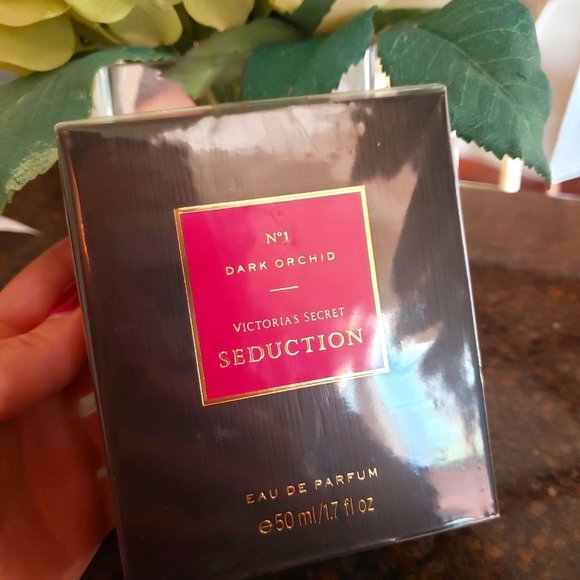 Nº1
DARK ORCHID
VICTORIA'S SECRET
SEDUCTION
EAU DE PARFUM
℮50 ml/1.7 fl oz